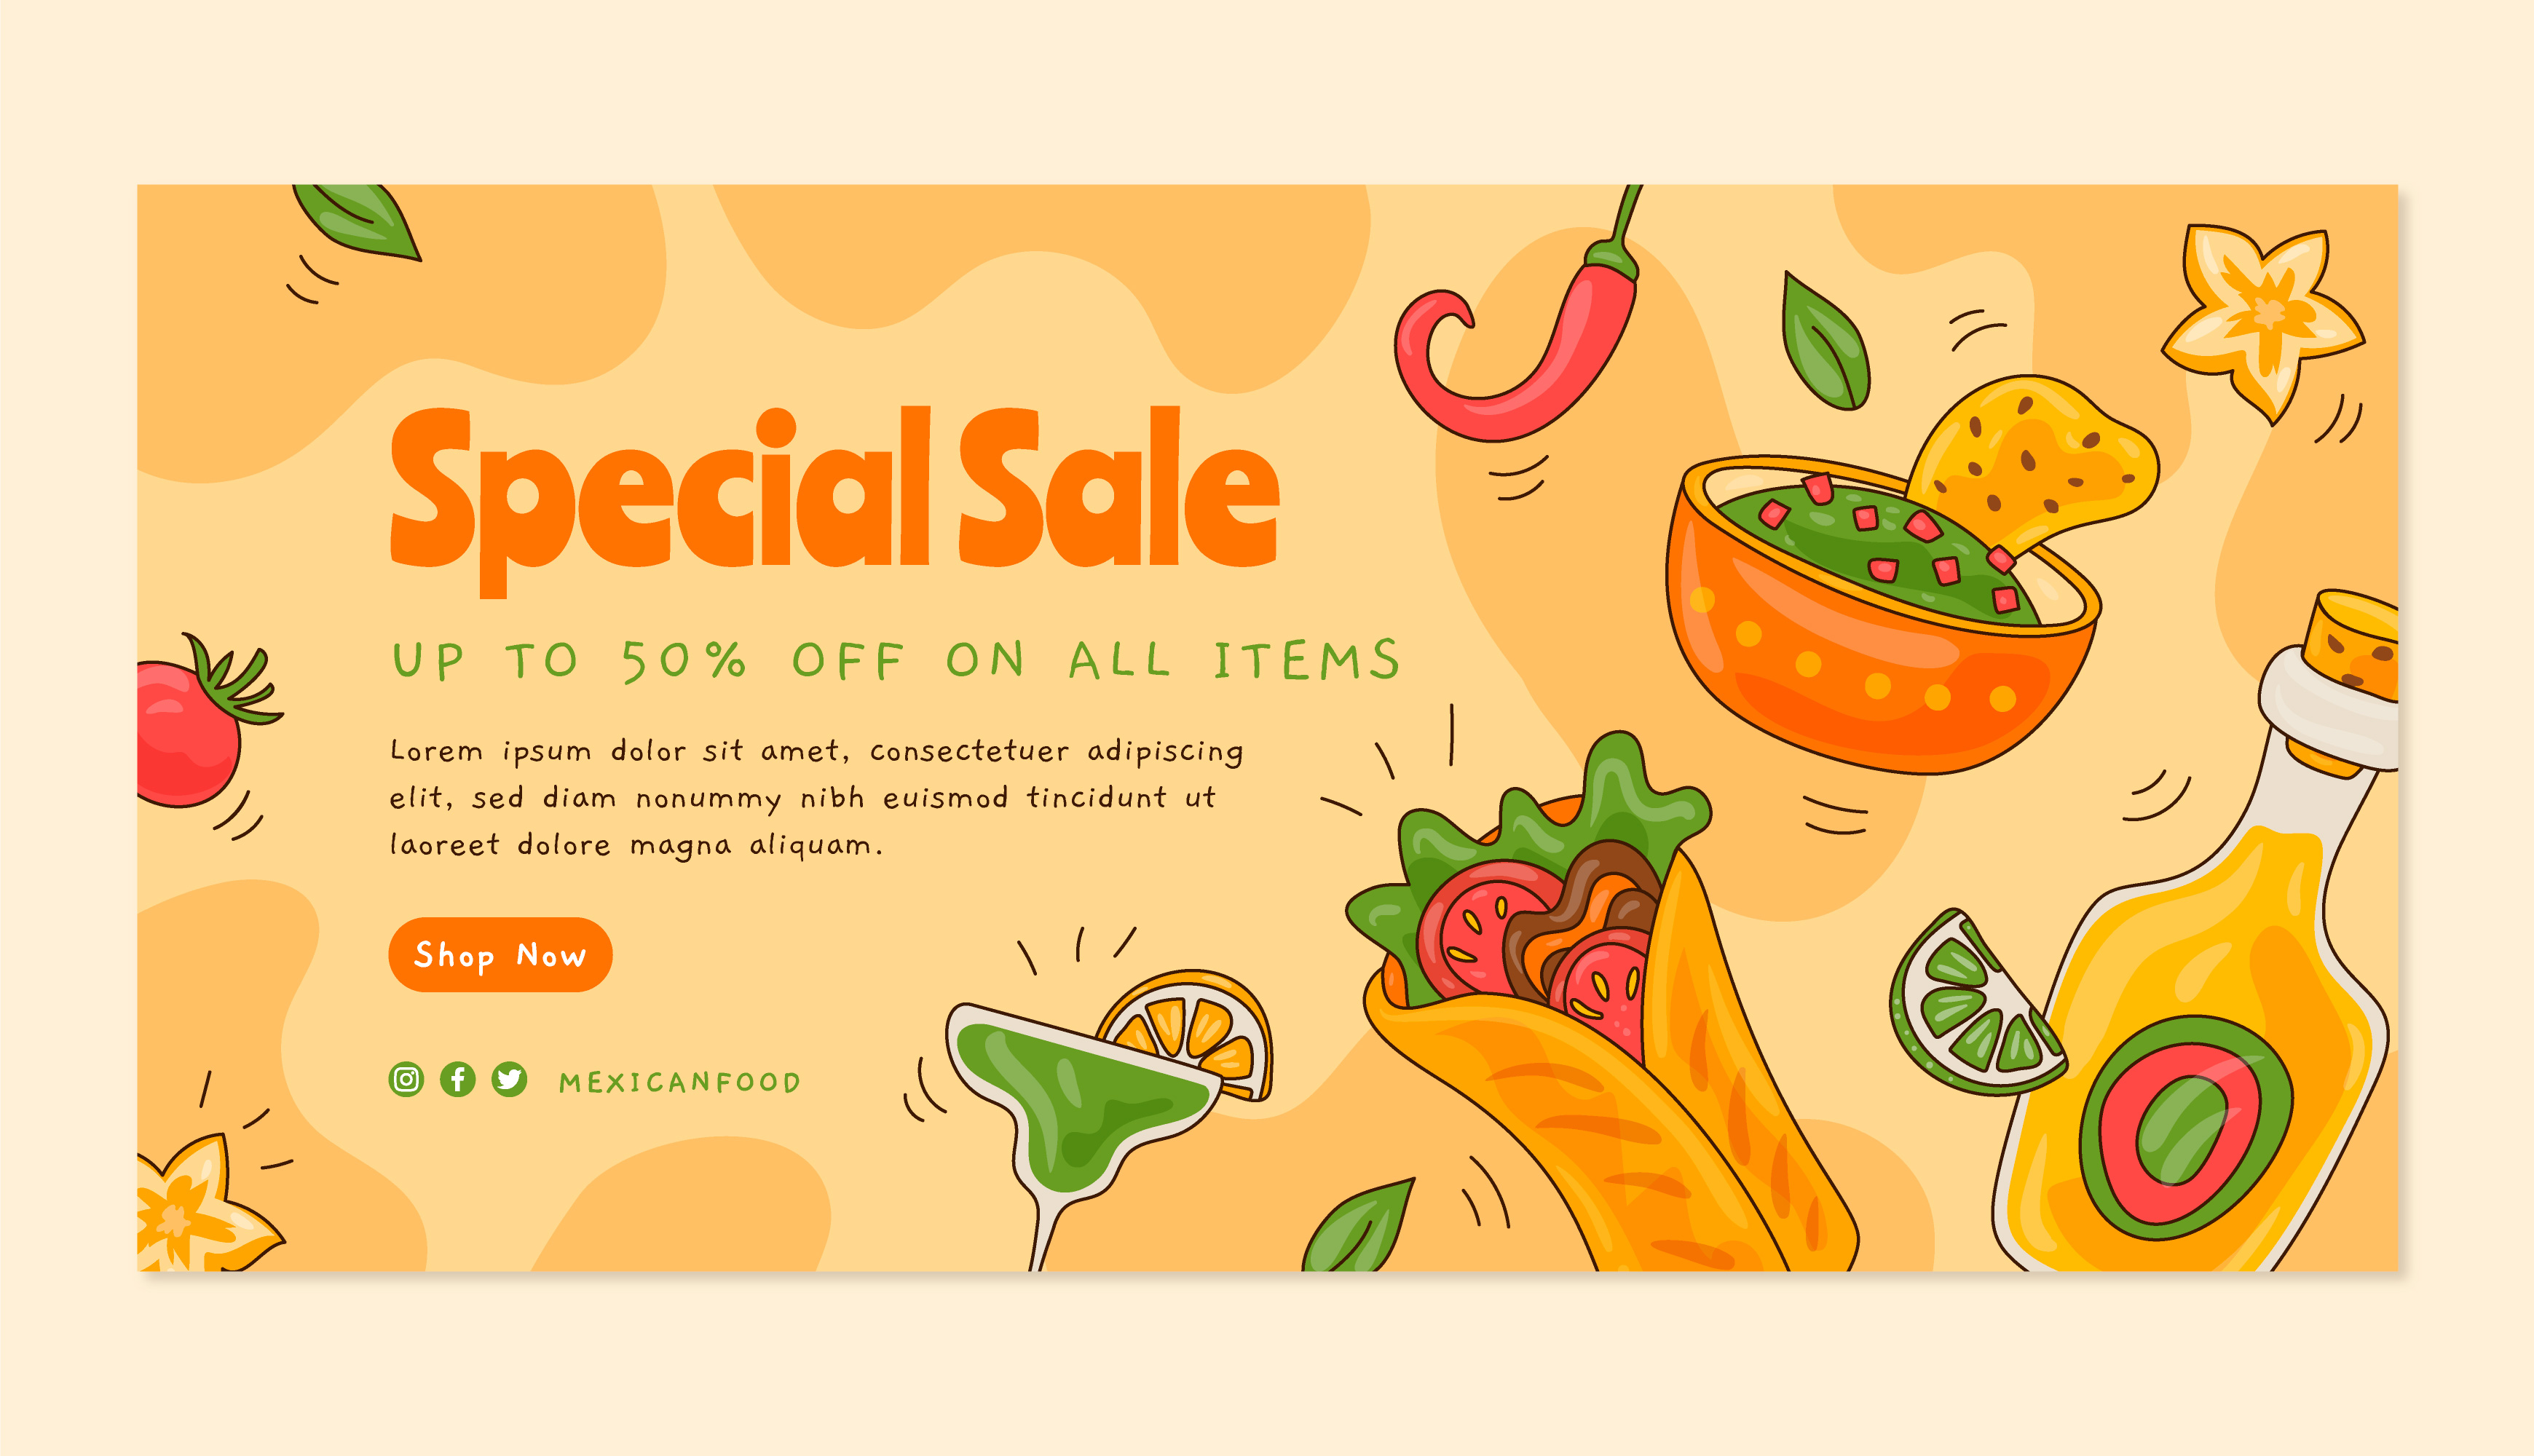 Special Sale
UP TO 50% OFF ON ALL ITEMS
Lorem ipsum dolor sit amet, consectetuer adipiscing
elit, sed diam nonummy nibh euismod tincidunt ut
laoreet dolore magna aliquam.
Shop Now
MEXICANFOOD